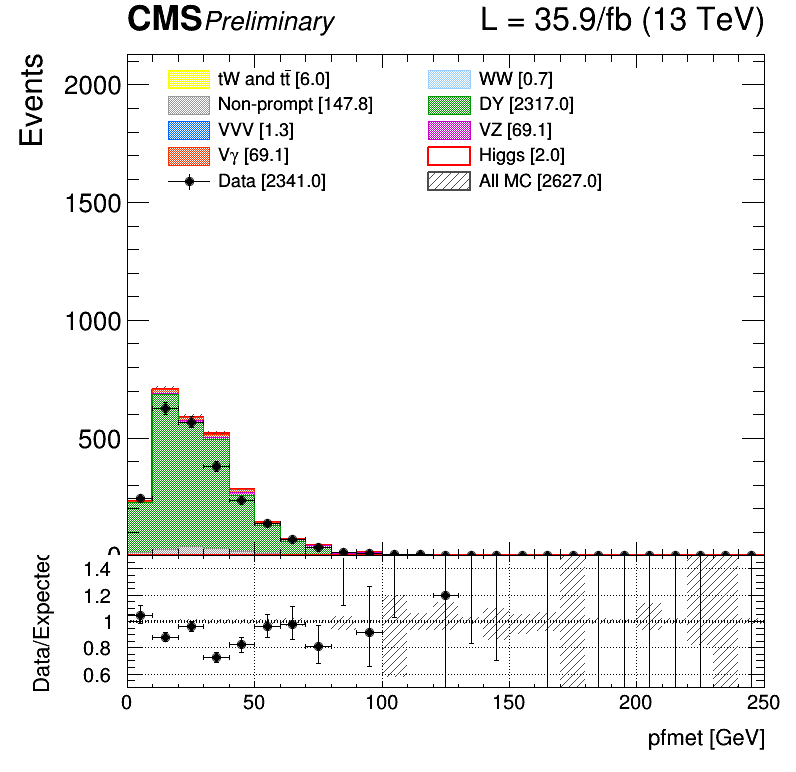 CMS Preliminary L = 35.9/fb (13 TeV)
Events
2000
1500
1000
500
0
tW and tt̄ [6.0]
Non-prompt [147.8]
VVV [1.3]
Vγ [69.1]
Data [2341.0]
WW [0.7]
DY [2317.0]
VZ [69.1]
Higgs [2.0]
All MC [2627.0]
Data/Expected
1.4
1.2
1
0.8
0.6
0 50 100 150 200 250
pfmet [GeV]